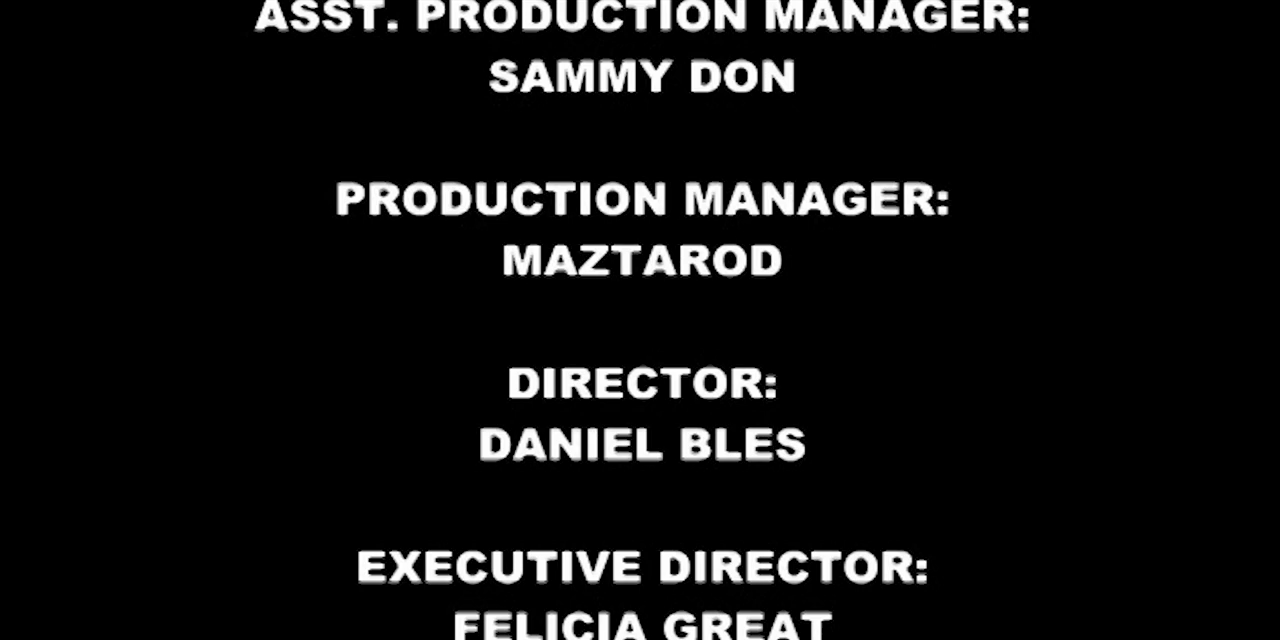 ASST. PRODUCTION MANAGER:
SAMMY DON
PRODUCTION MANAGER:
MAZTAROD
DIRECTOR:
DANIEL BLES
EXECUTIVE DIRECTOR:
FELICIA GREAT